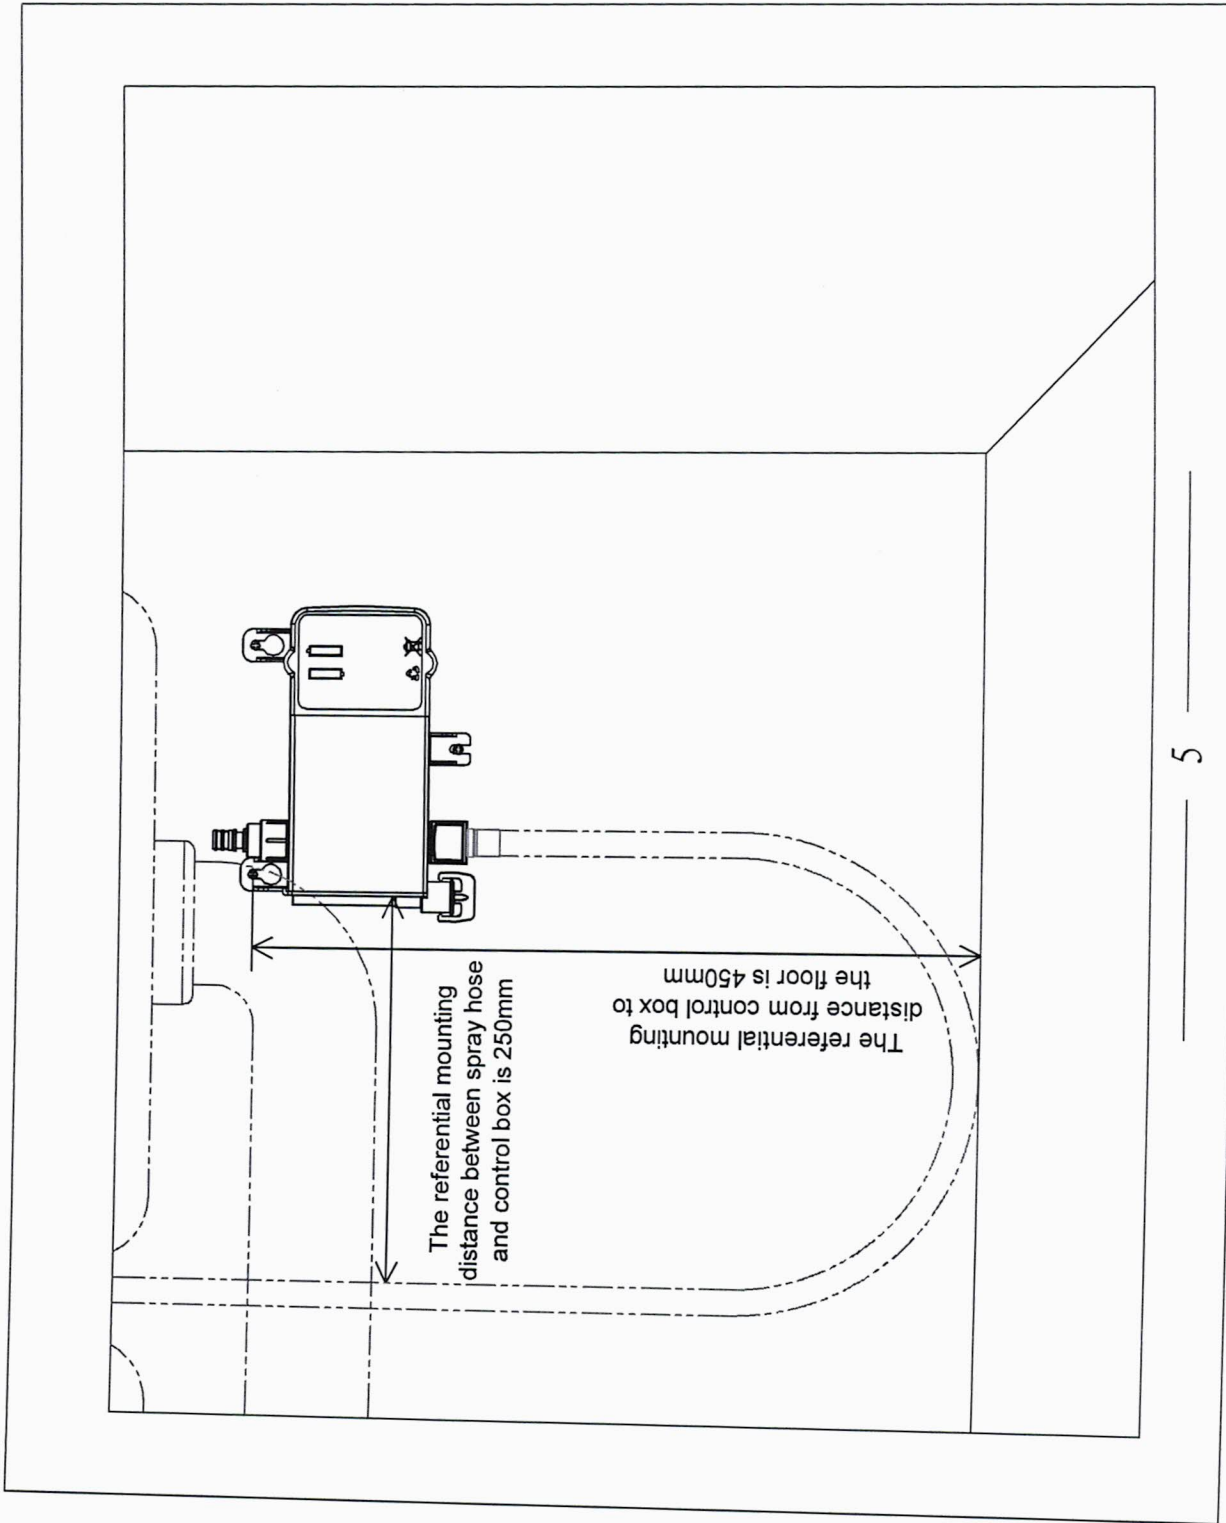 The referential mounting
distance between spray hose
and control box is 250mm
The referential mounting
distance from control box to
the floor is 450mm
5